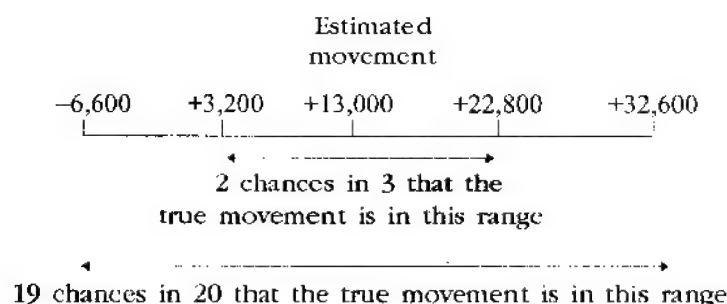 Estimated
movement
–6,600 +3,200 +13,000 +22,800 +32,600
2 chances in 3 that the
true movement is in this range
19 chances in 20 that the true movement is in this range